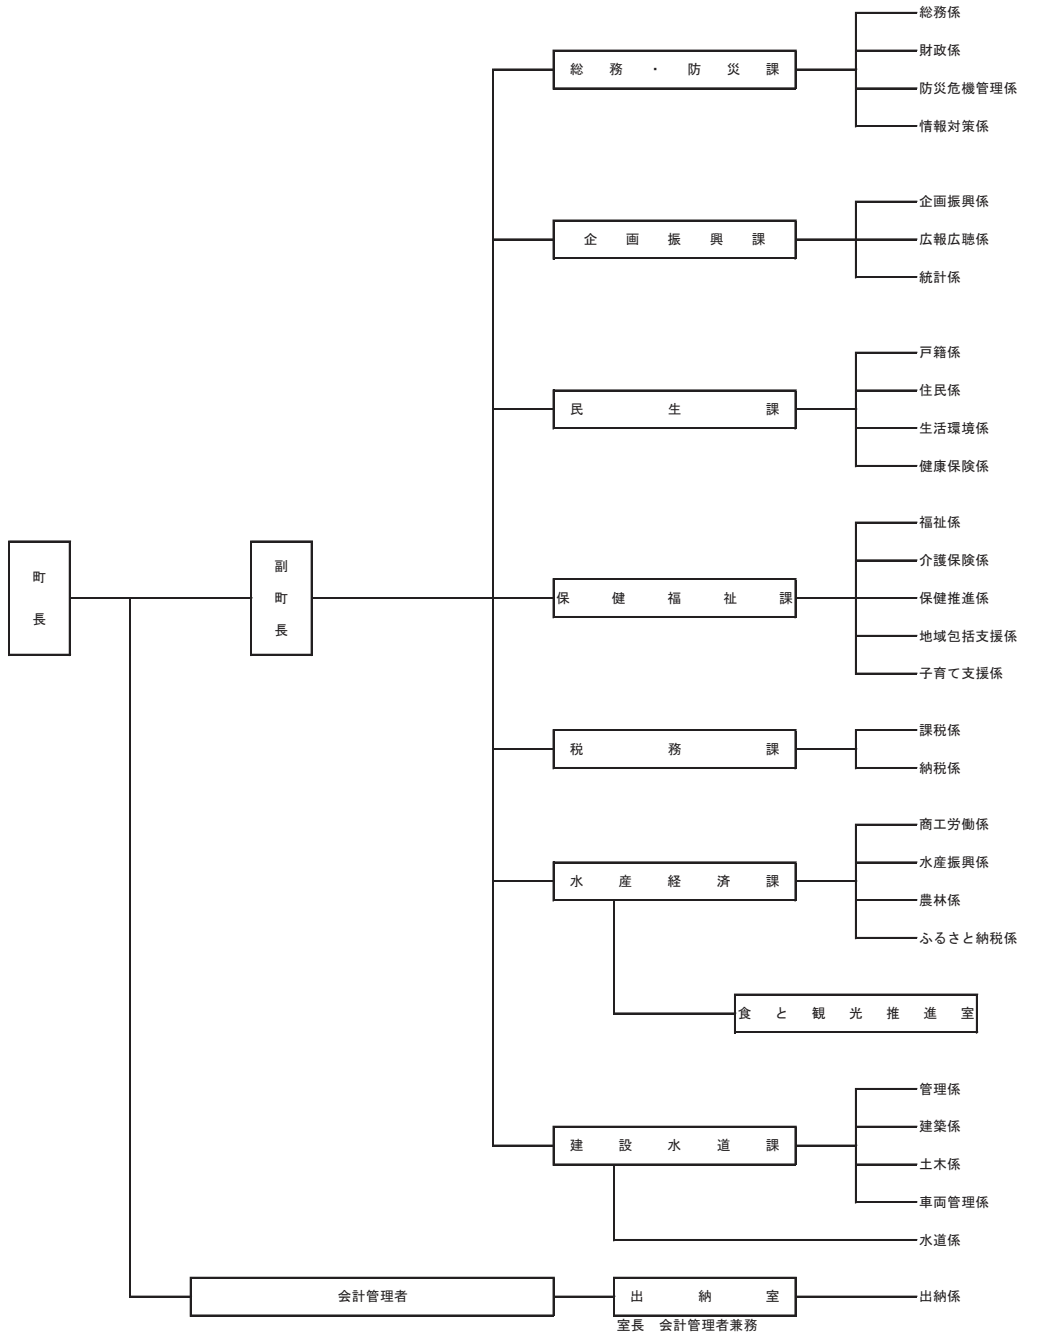 町長
副町長
総務・防災課
総務係
財政係
防災危機管理係
情報対策係
企画振興課
企画振興係
広報広聴係
統計係
民生課
戸籍係
住民係
生活環境係
健康保険係
保健福祉課
福祉係
介護保険係
保健推進係
地域包括支援係
子育て支援係
税務課
課税係
納税係
水産経済課
商工労働係
水産振興係
農林係
ふるさと納税係
食と観光推進室
建設水道課
管理係
建築係
土木係
車両管理係
水道係
会計管理者
出納室
出納係
室長　会計管理者兼務